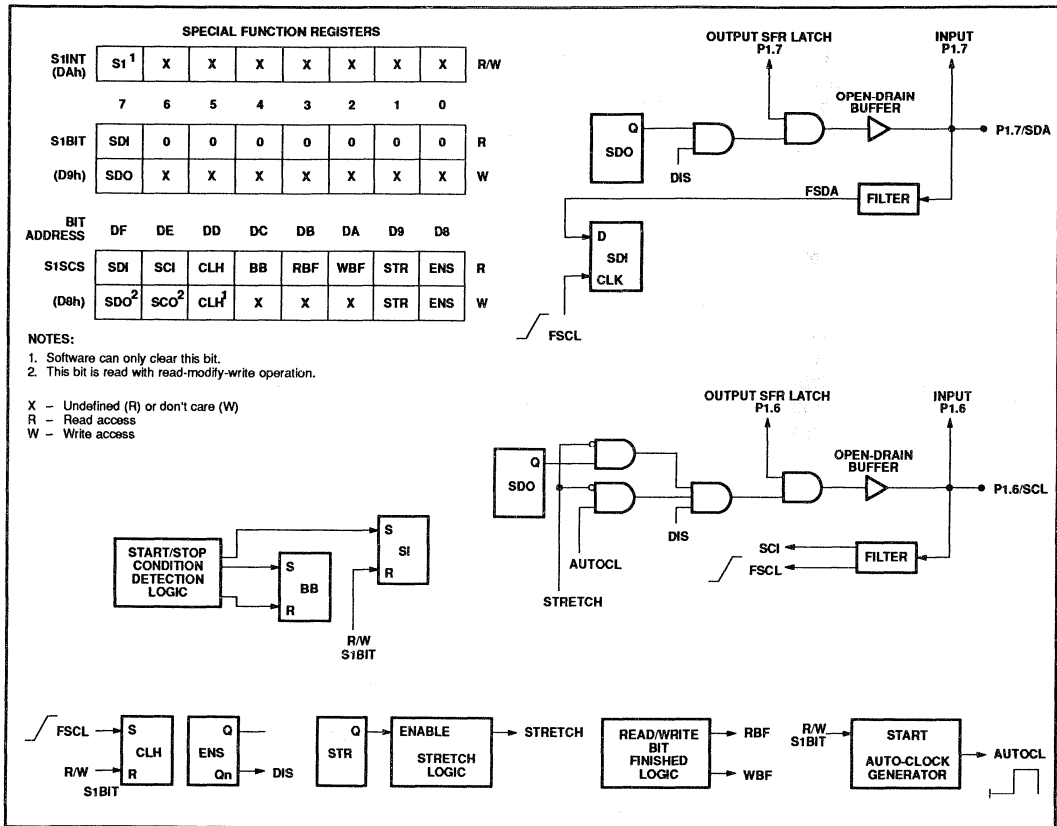 SPECIAL FUNCTION REGISTERS
S1INT S1 1 X X X X X X X R/W
(DAh)
7 6 5 4 3 2 1 0
S1BIT SDI 0 0 0 0 0 0 0 R
(D9h) SDO X X X X X X X W
BIT
ADDRESS DF DE DD DC DB DA D9 D8
S1SCS SDI SCI CLH BB RBF WBF STR ENS R
(D8h) SDO2 SCO2 CLH1 X X X STR ENS W
NOTES:
1. Software can only clear this bit.
2. This bit is read with read-modify-write operation.
X – Undefined (R) or don't care (W)
R – Read access
W – Write access
OUTPUT SFR LATCH
P1.7
INPUT
P1.7
OPEN-DRAIN
BUFFER
Q
SDO
DIS
P1.7/SDA
FSDA
FILTER
D
SDI
CLK
FSCL
OUTPUT SFR LATCH
P1.6
INPUT
P1.6
OPEN-DRAIN
BUFFER
Q
SDO
DIS
P1.6/SCL
AUTOCL
STRETCH
SCI
FSCL
FILTER
START/STOP
CONDITION
DETECTION
LOGIC
S
BB
R
S
SI
R
R/W
S1BIT
FSCL
S
CLH
R
R/W
S1BIT
Q
ENS
Qn
DIS
Q
STR
ENABLE
STRETCH
LOGIC
STRETCH
READ/WRITE
BIT
FINISHED
LOGIC
RBF
WBF
R/W
S1BIT
START
AUTO-CLOCK
GENERATOR
AUTOCL